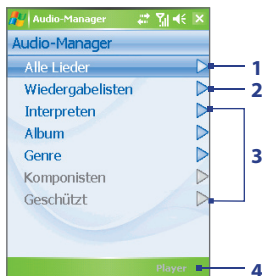 Audio-Manager
Audio-Manager
Alle Lieder
1
Wiedergabelisten
2
Interpreten
Album
Genre
3
Komponisten
Geschützt
Player
4